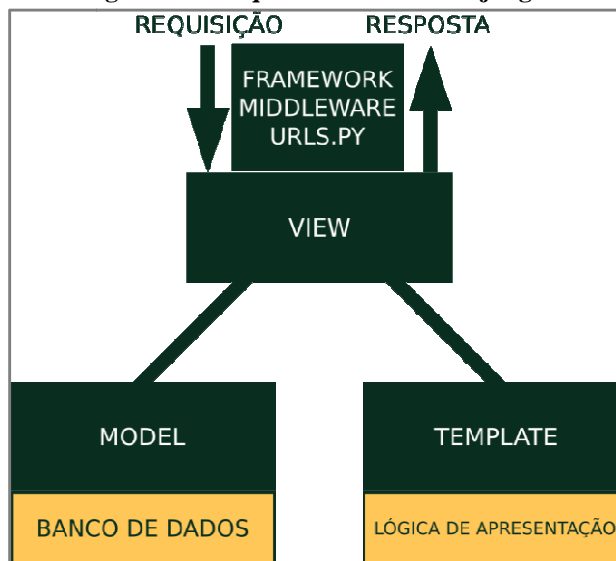 REQUISIÇÃO RESPOSTA
FRAMEWORK
MIDDLEWARE
URLS.PY
VIEW
MODEL
TEMPLATE
BANCO DE DADOS
LÓGICA DE APRESENTAÇÃO